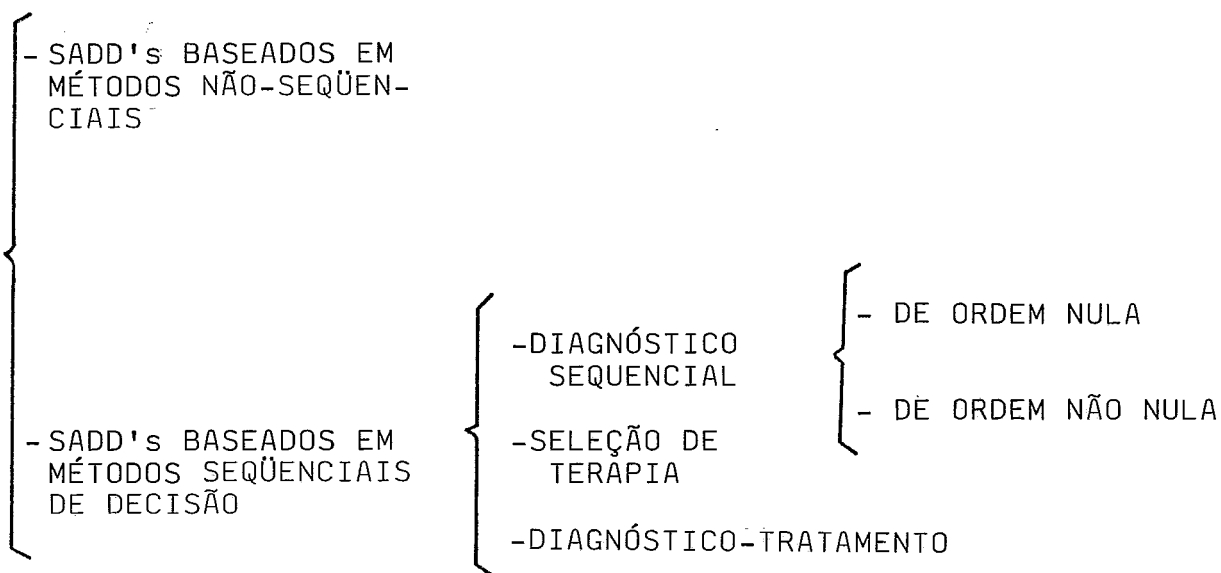 - SADD's BASEADOS EM
MÉTODOS NÃO-SEQÜEN-
CIAIS
- SADD's BASEADOS EM
MÉTODOS SEQÜENCIAIS
DE DECISÃO
-DIAGNÓSTICO
SEQUENCIAL
-SELEÇÃO DE
TERAPIA
-DIAGNÓSTICO-TRATAMENTO
- DE ORDEM NULA
- DE ORDEM NÃO NULA